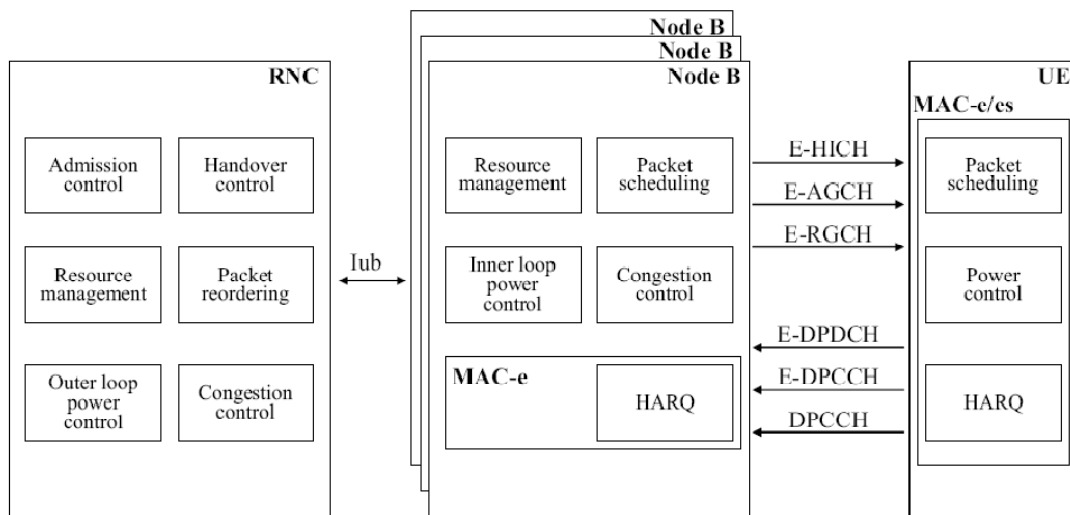 Node B
Node B
Node B
RNC
Admission
control
Handover
control
Resource
management
Packet
reordering
Outer loop
power
control
Congestion
control
Iub
Resource
management
Packet
scheduling
Inner loop
power
control
Congestion
control
MAC-e
HARQ
E-HICH
E-AGCH
E-RGCH
E-DPDCH
E-DPCCH
DPCCH
UE
MAC-e/es
Packet
scheduling
Power
control
HARQ